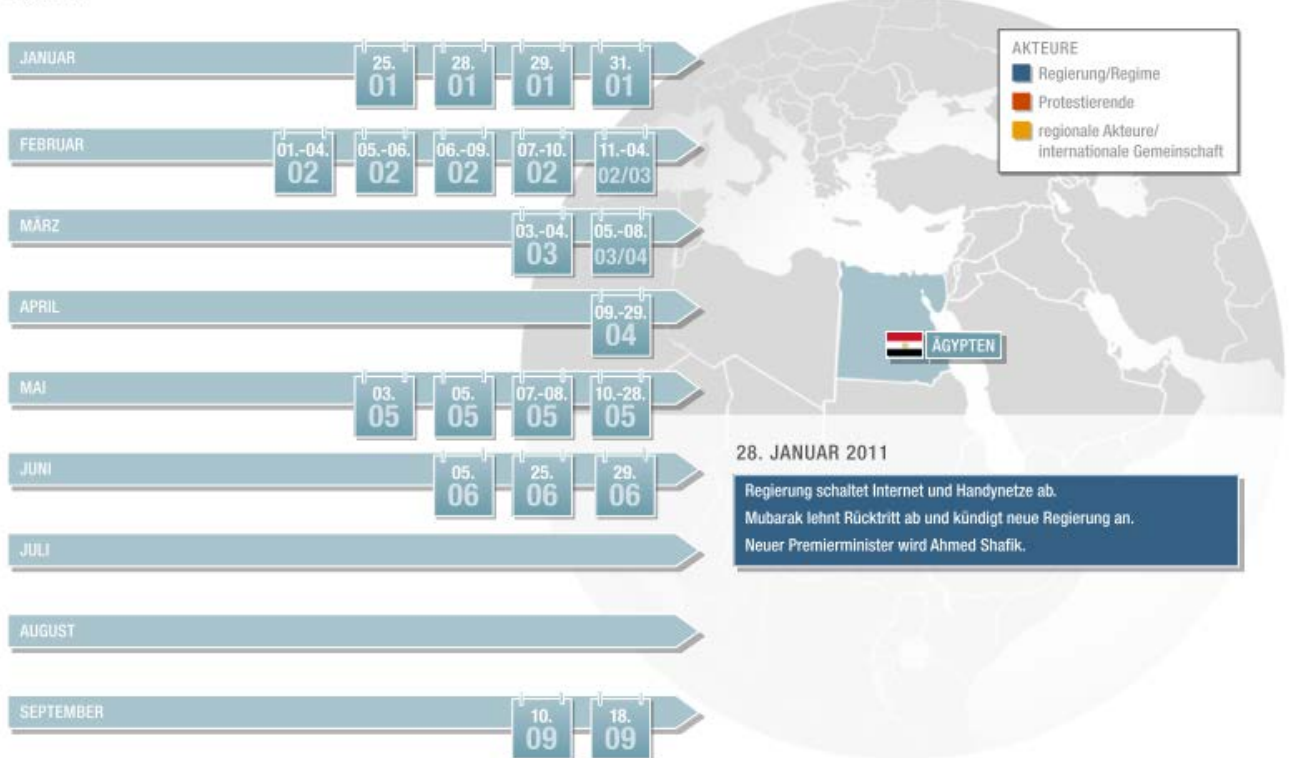 JANUAR
25.
01
28.
01
29.
01
31.
01
FEBRUAR
01.-04.
02
05.-06.
02
06.-09.
02
07.-10.
02
11.-04.
02/03
MÄRZ
03.-04.
03
05.-08.
03/04
APRIL
09.-29.
04
MAI
03.
05
05.
05
07.-08.
05
10.-28.
05
JUNI
05.
06
25.
06
29.
06
JULI
AUGUST
SEPTEMBER
10.
09
18.
09
AKTEURE
Regierung/Regime
Protestierende
regionale Akteure/
internationale Gemeinschaft
ÄGYPTEN
28. JANUAR 2011
Regierung schaltet Internet und Handynetze ab.
Mubarak lehnt Rücktritt ab und kündigt neue Regierung an.
Neuer Premierminister wird Ahmed Shafik.